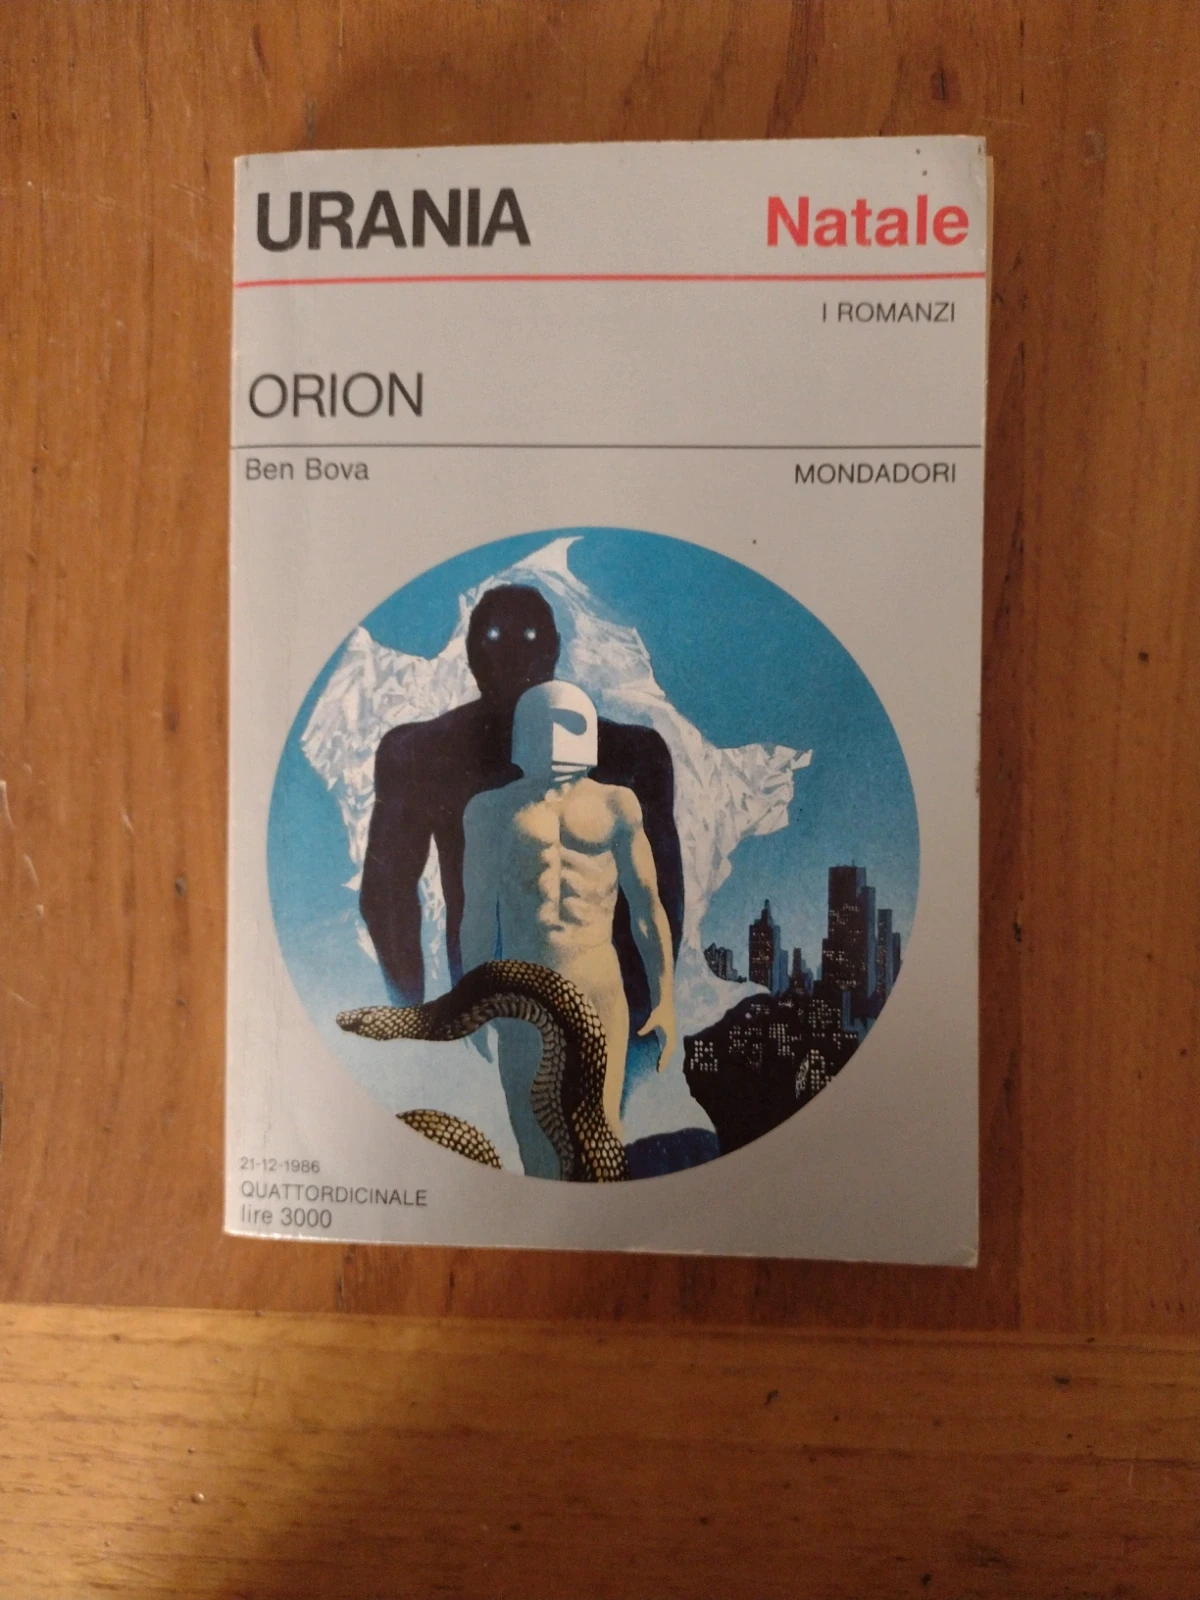 URANIA Natale
I ROMANZI
ORION
Ben Bova MONDADORI
21-12-1986
QUATTORDICINALE
lire 3000